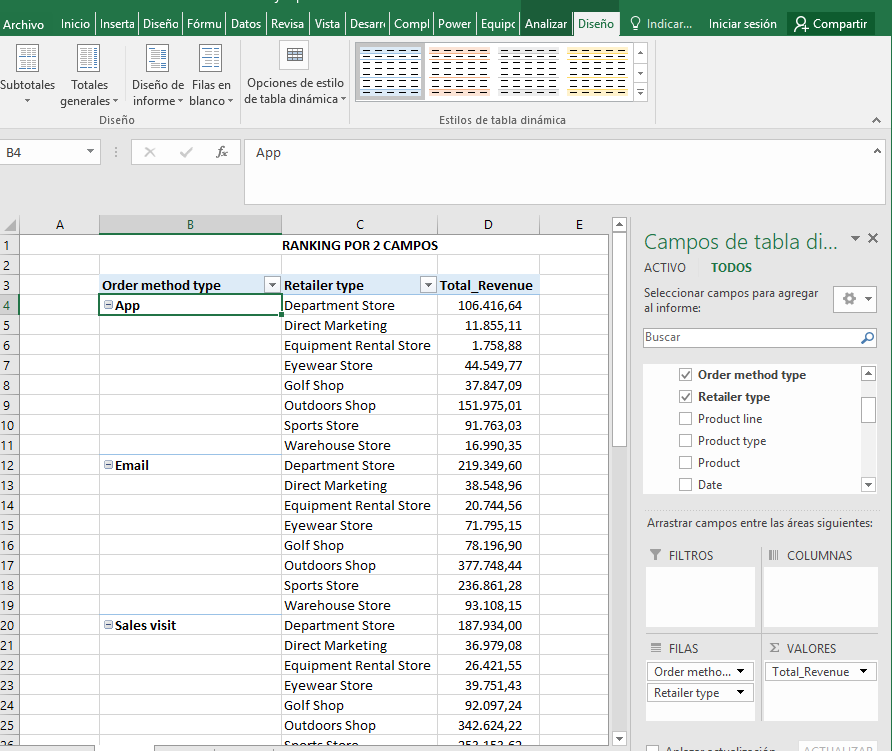 Archivo Inicio Inserta Diseño Fórmu Datos Revisa Vista Desarr Compl Power Equipc Analizar Diseño Indicar... Iniciar sesión Compartir
Subtotales Totales generales Diseño de informe Filas en blanco Opciones de estilo de tabla dinámica
Diseño Estilos de tabla dinámica
B4 fx App
A B C D E
1 RANKING POR 2 CAMPOS
2
3 Order method type Retailer type Total_Revenue
4 App Department Store 106.416,64
5 Direct Marketing 11.855,11
6 Equipment Rental Store 1.758,88
7 Eyewear Store 44.549,77
8 Golf Shop 37.847,09
9 Outdoors Shop 151.975,01
10 Sports Store 91.763,03
11 Warehouse Store 16.990,35
12 Email Department Store 219.349,60
13 Direct Marketing 38.548,96
14 Equipment Rental Store 20.744,56
15 Eyewear Store 71.795,15
16 Golf Shop 78.196,90
17 Outdoors Shop 377.748,44
18 Sports Store 236.861,28
19 Warehouse Store 93.108,15
20 Sales visit Department Store 187.934,00
21 Direct Marketing 36.979,08
22 Equipment Rental Store 26.421,55
23 Eyewear Store 39.751,43
24 Golf Shop 92.097,24
25 Outdoors Shop 342.624,22
26 Sports Store 253.153,62
Campos de tabla di...
ACTIVO TODOS
Seleccionar campos para agregar
al informe:
Buscar
Order method type
Retailer type
Product line
Product type
Product
Date
Arrastrar campos entre las áreas siguientes:
FILTROS COLUMNAS
FILAS Σ VALORES
Order metho... Total_Revenue
Retailer type
Aplazar actualización ACTUALIZAR